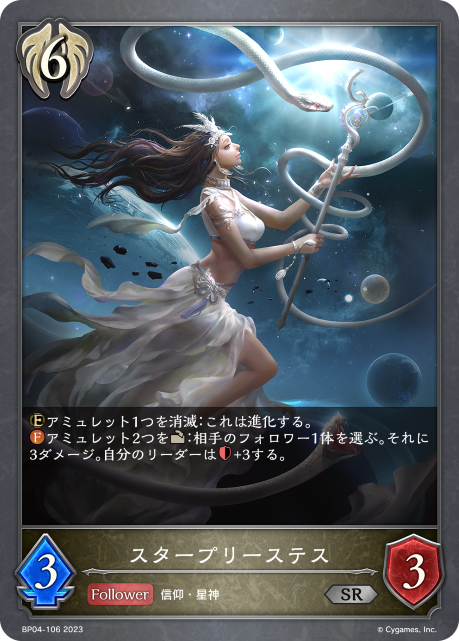 6
Eアミュレット1つを消滅：これは進化する。
Fアミュレット2つを：相手のフォロワー1体を選ぶ。それに
3ダメージ。自分のリーダーは+3する。
スタープリーステス
3
Follower 信仰・星神 SR
3
BP04-106 2023 © Cygames, Inc.